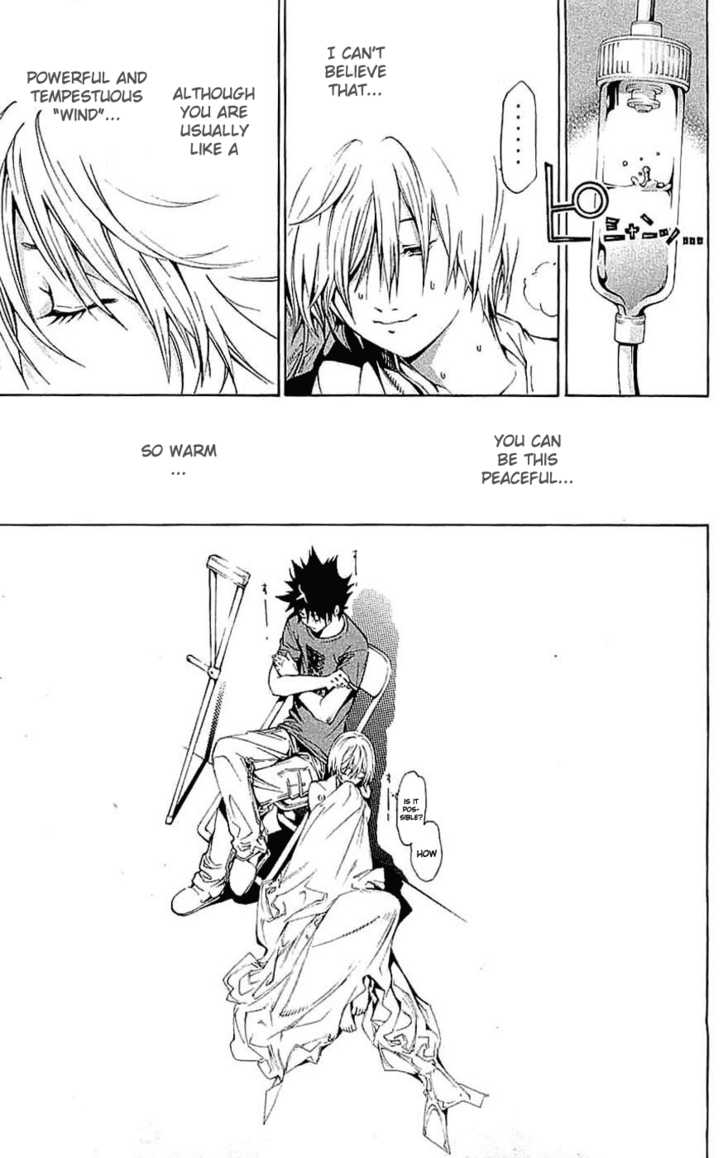 ......
I CAN'T
BELIEVE
THAT...
ALTHOUGH
YOU ARE
USUALLY
LIKE A
POWERFUL AND
TEMPESTUOUS
"WIND"...
YOU CAN
BE THIS
PEACEFUL...
SO WARM
...
HOW
IS IT
POS-
SIBLE?